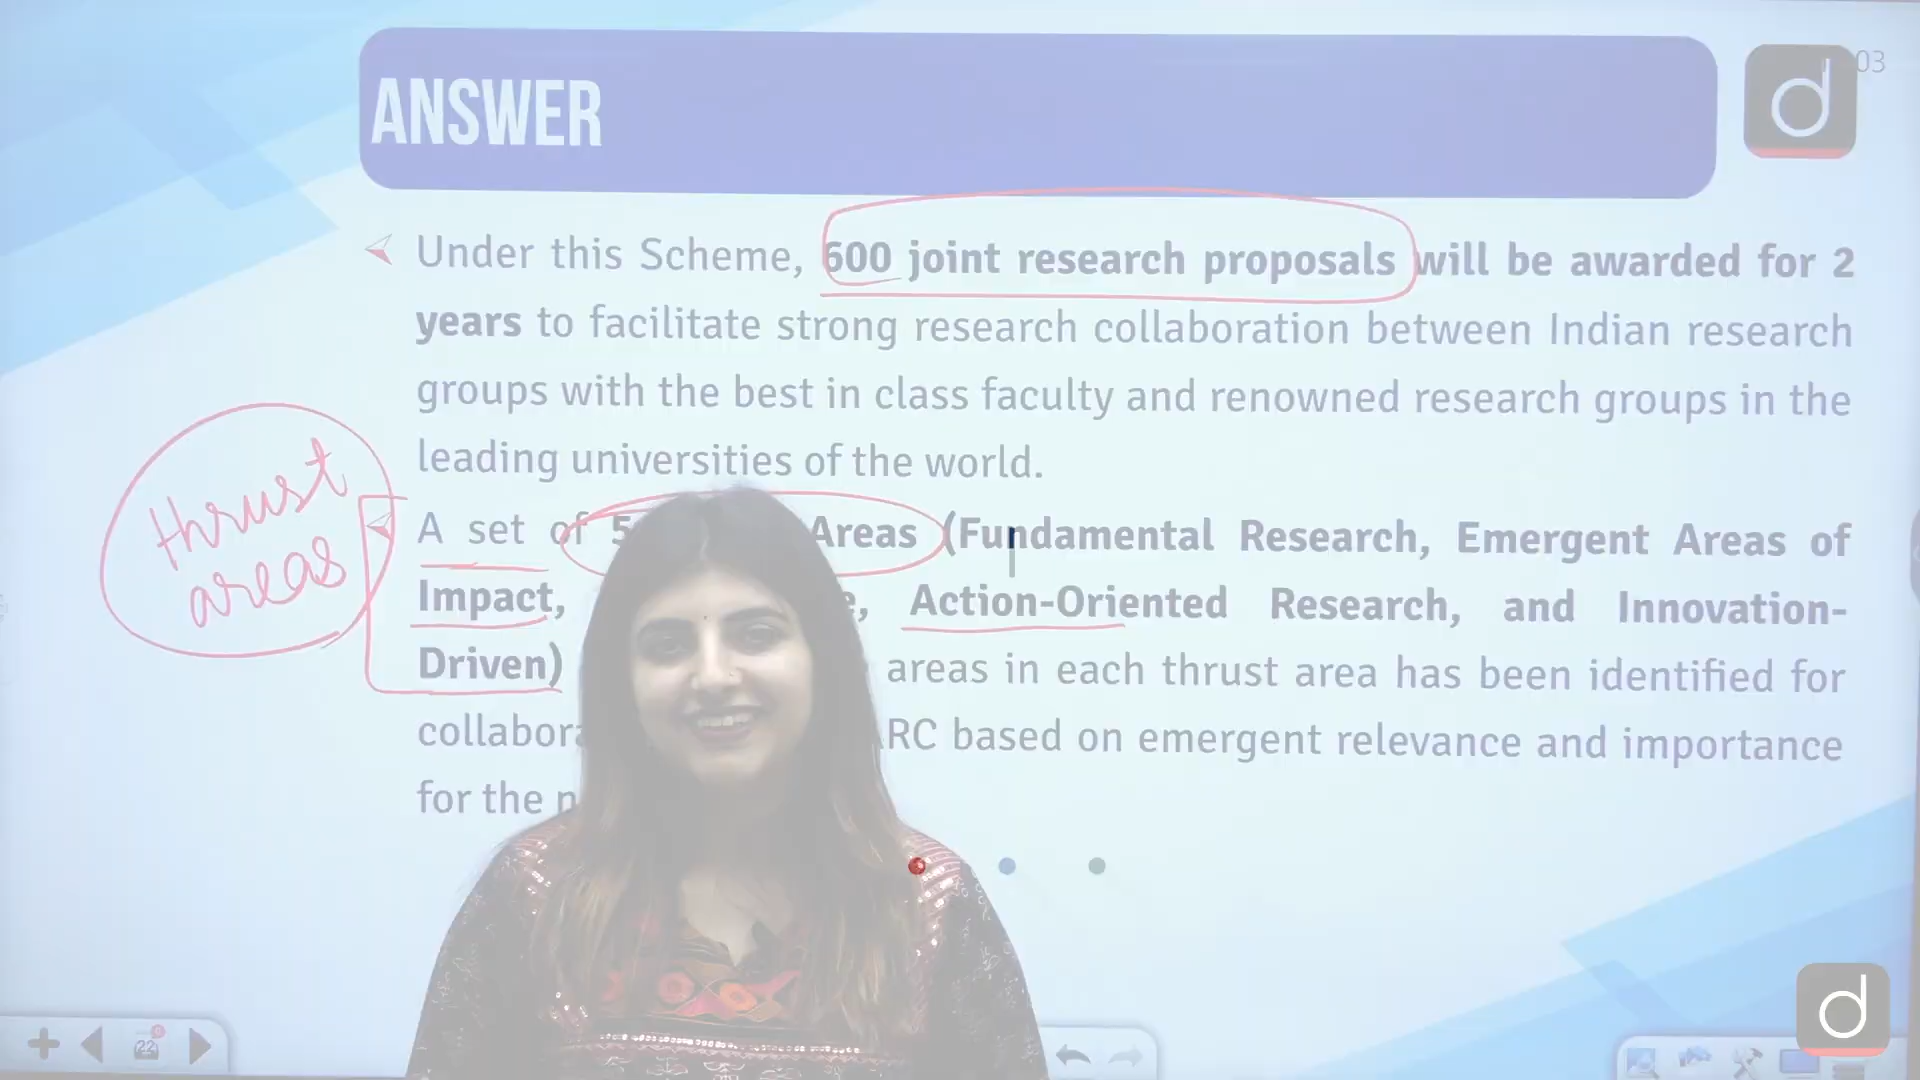 ANSWER
03
Under this Scheme, 600 joint research proposals will be awarded for 2
years to facilitate strong research collaboration between Indian research
groups with the best in class faculty and renowned research groups in the
leading universities of the world.
thrust
areas
A set of 5 Areas (Fundamental Research, Emergent Areas of
Impact, Action-Oriented Research, and Innovation-
Driven) areas in each thrust area has been identified for
RC based on emergent relevance and importance
for the
22
d
d